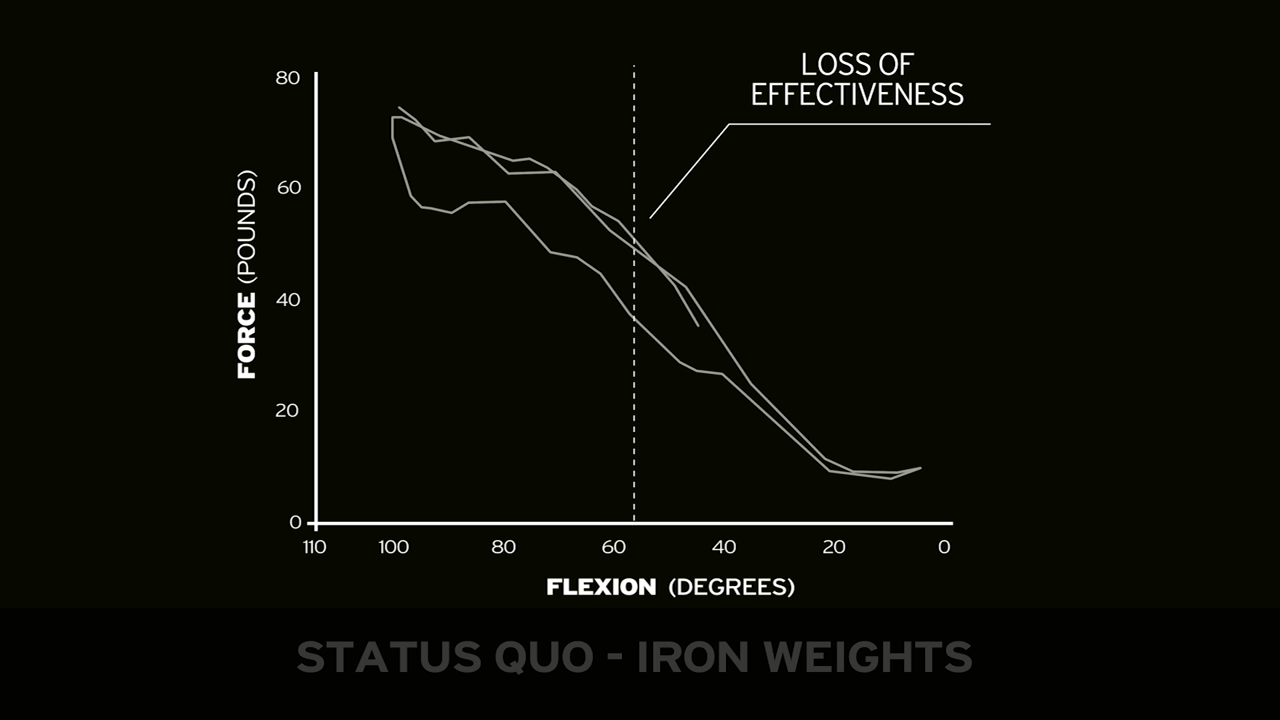 LOSS OF
EFFECTIVENESS
80
60
40
20
0
FORCE (POUNDS)
110 100 80 60 40 20 0
FLEXION (DEGREES)
STATUS QUO - IRON WEIGHTS